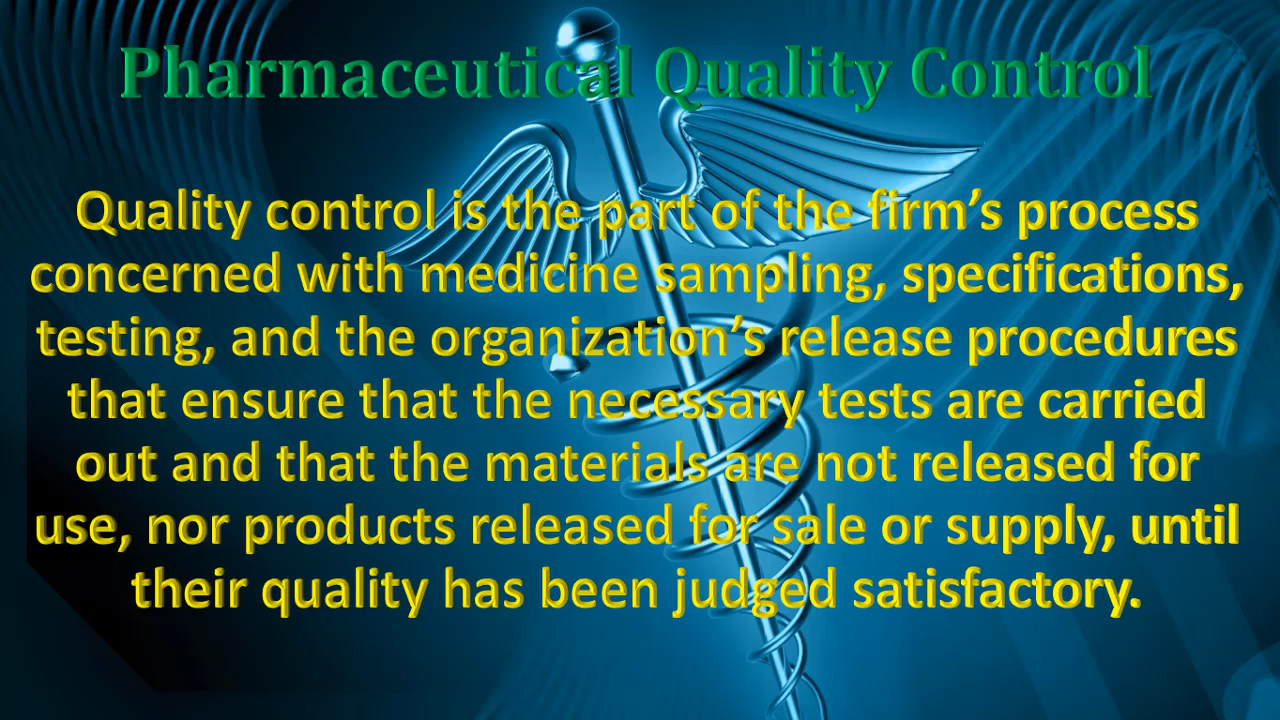 Pharmaceutical Quality Control
Quality control is the part of the firm’s process
concerned with medicine sampling, specifications,
testing, and the organization’s release procedures
that ensure that the necessary tests are carried
out and that the materials are not released for
use, nor products released for sale or supply, until
their quality has been judged satisfactory.